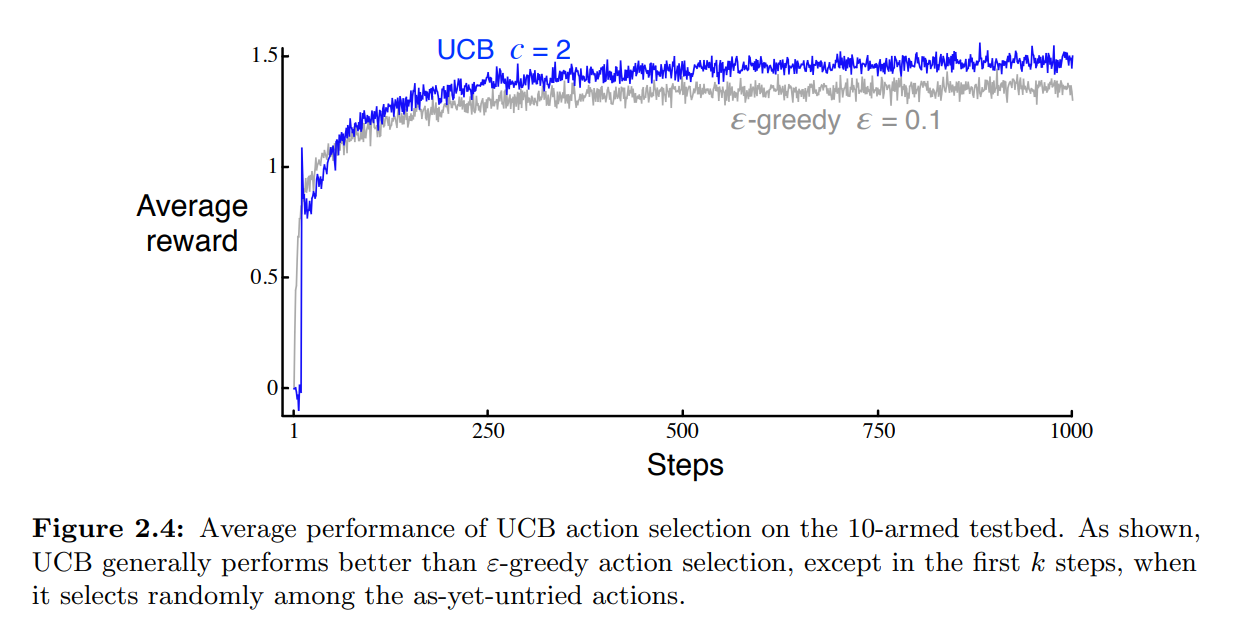 UCB c = 2
1.5
ε-greedy ε = 0.1
1
Average
reward
0.5
0
1 250 500 750 1000
Steps
Figure 2.4: Average performance of UCB action selection on the 10-armed testbed. As shown,
UCB generally performs better than ε-greedy action selection, except in the first k steps, when
it selects randomly among the as-yet-untried actions.